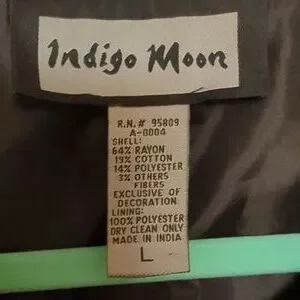 Indigo Moon
R.N.# 95809
A-0004
SHELL:
64% RAYON
19% COTTON
14% POLYESTER
3% OTHERS
FIBERS
EXCLUSIVE OF
DECORATION
LINING:
100% POLYESTER
DRY CLEAN ONLY
MADE IN INDIA
L